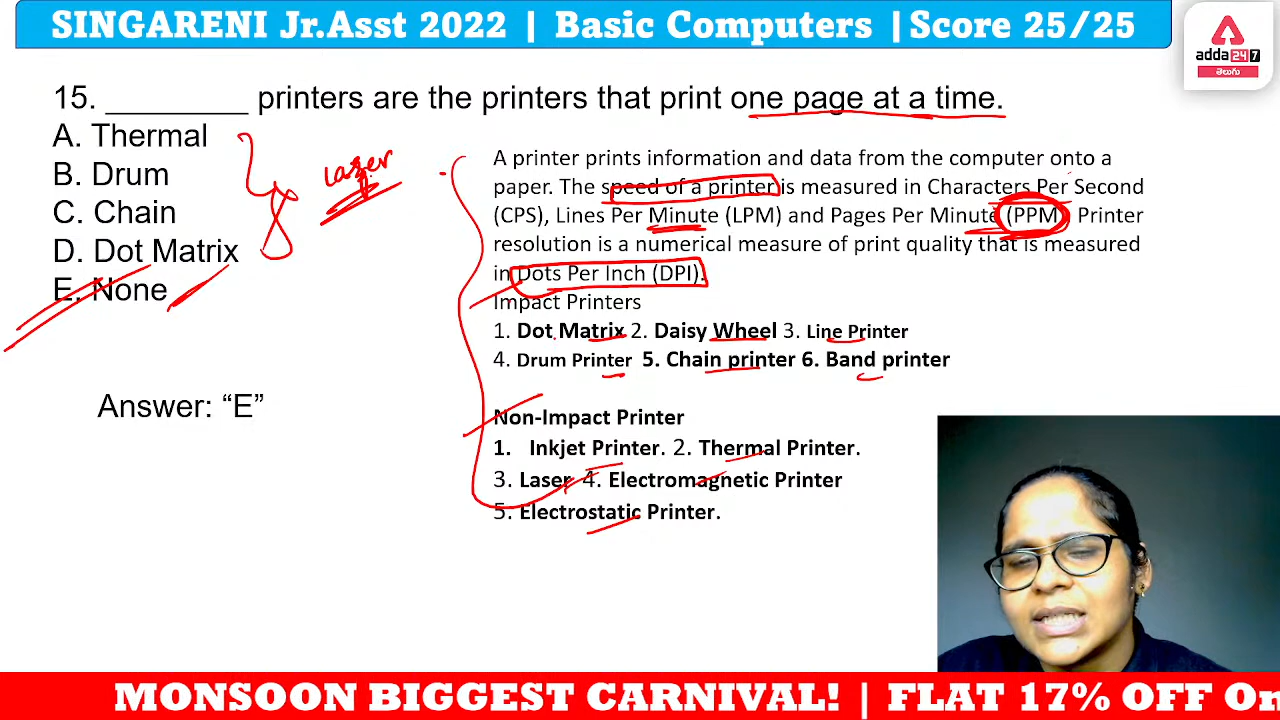 SINGARENI Jr.Asst 2022 | Basic Computers |Score 25/25
adda 24 7
తెలుగు
15. ________ printers are the printers that print one page at a time.
A. Thermal
B. Drum
C. Chain
D. Dot Matrix
E. None
Laser
Answer: “E”
A printer prints information and data from the computer onto a
paper. The speed of a printer is measured in Characters Per Second
(CPS), Lines Per Minute (LPM) and Pages Per Minute (PPM). Printer
resolution is a numerical measure of print quality that is measured
in Dots Per Inch (DPI).
Impact Printers
1. Dot Matrix 2. Daisy Wheel 3. Line Printer
4. Drum Printer 5. Chain printer 6. Band printer
Non-Impact Printer
1. Inkjet Printer. 2. Thermal Printer.
3. Laser 4. Electromagnetic Printer
5. Electrostatic Printer.
MONSOON BIGGEST CARNIVAL! | FLAT 17% OFF On